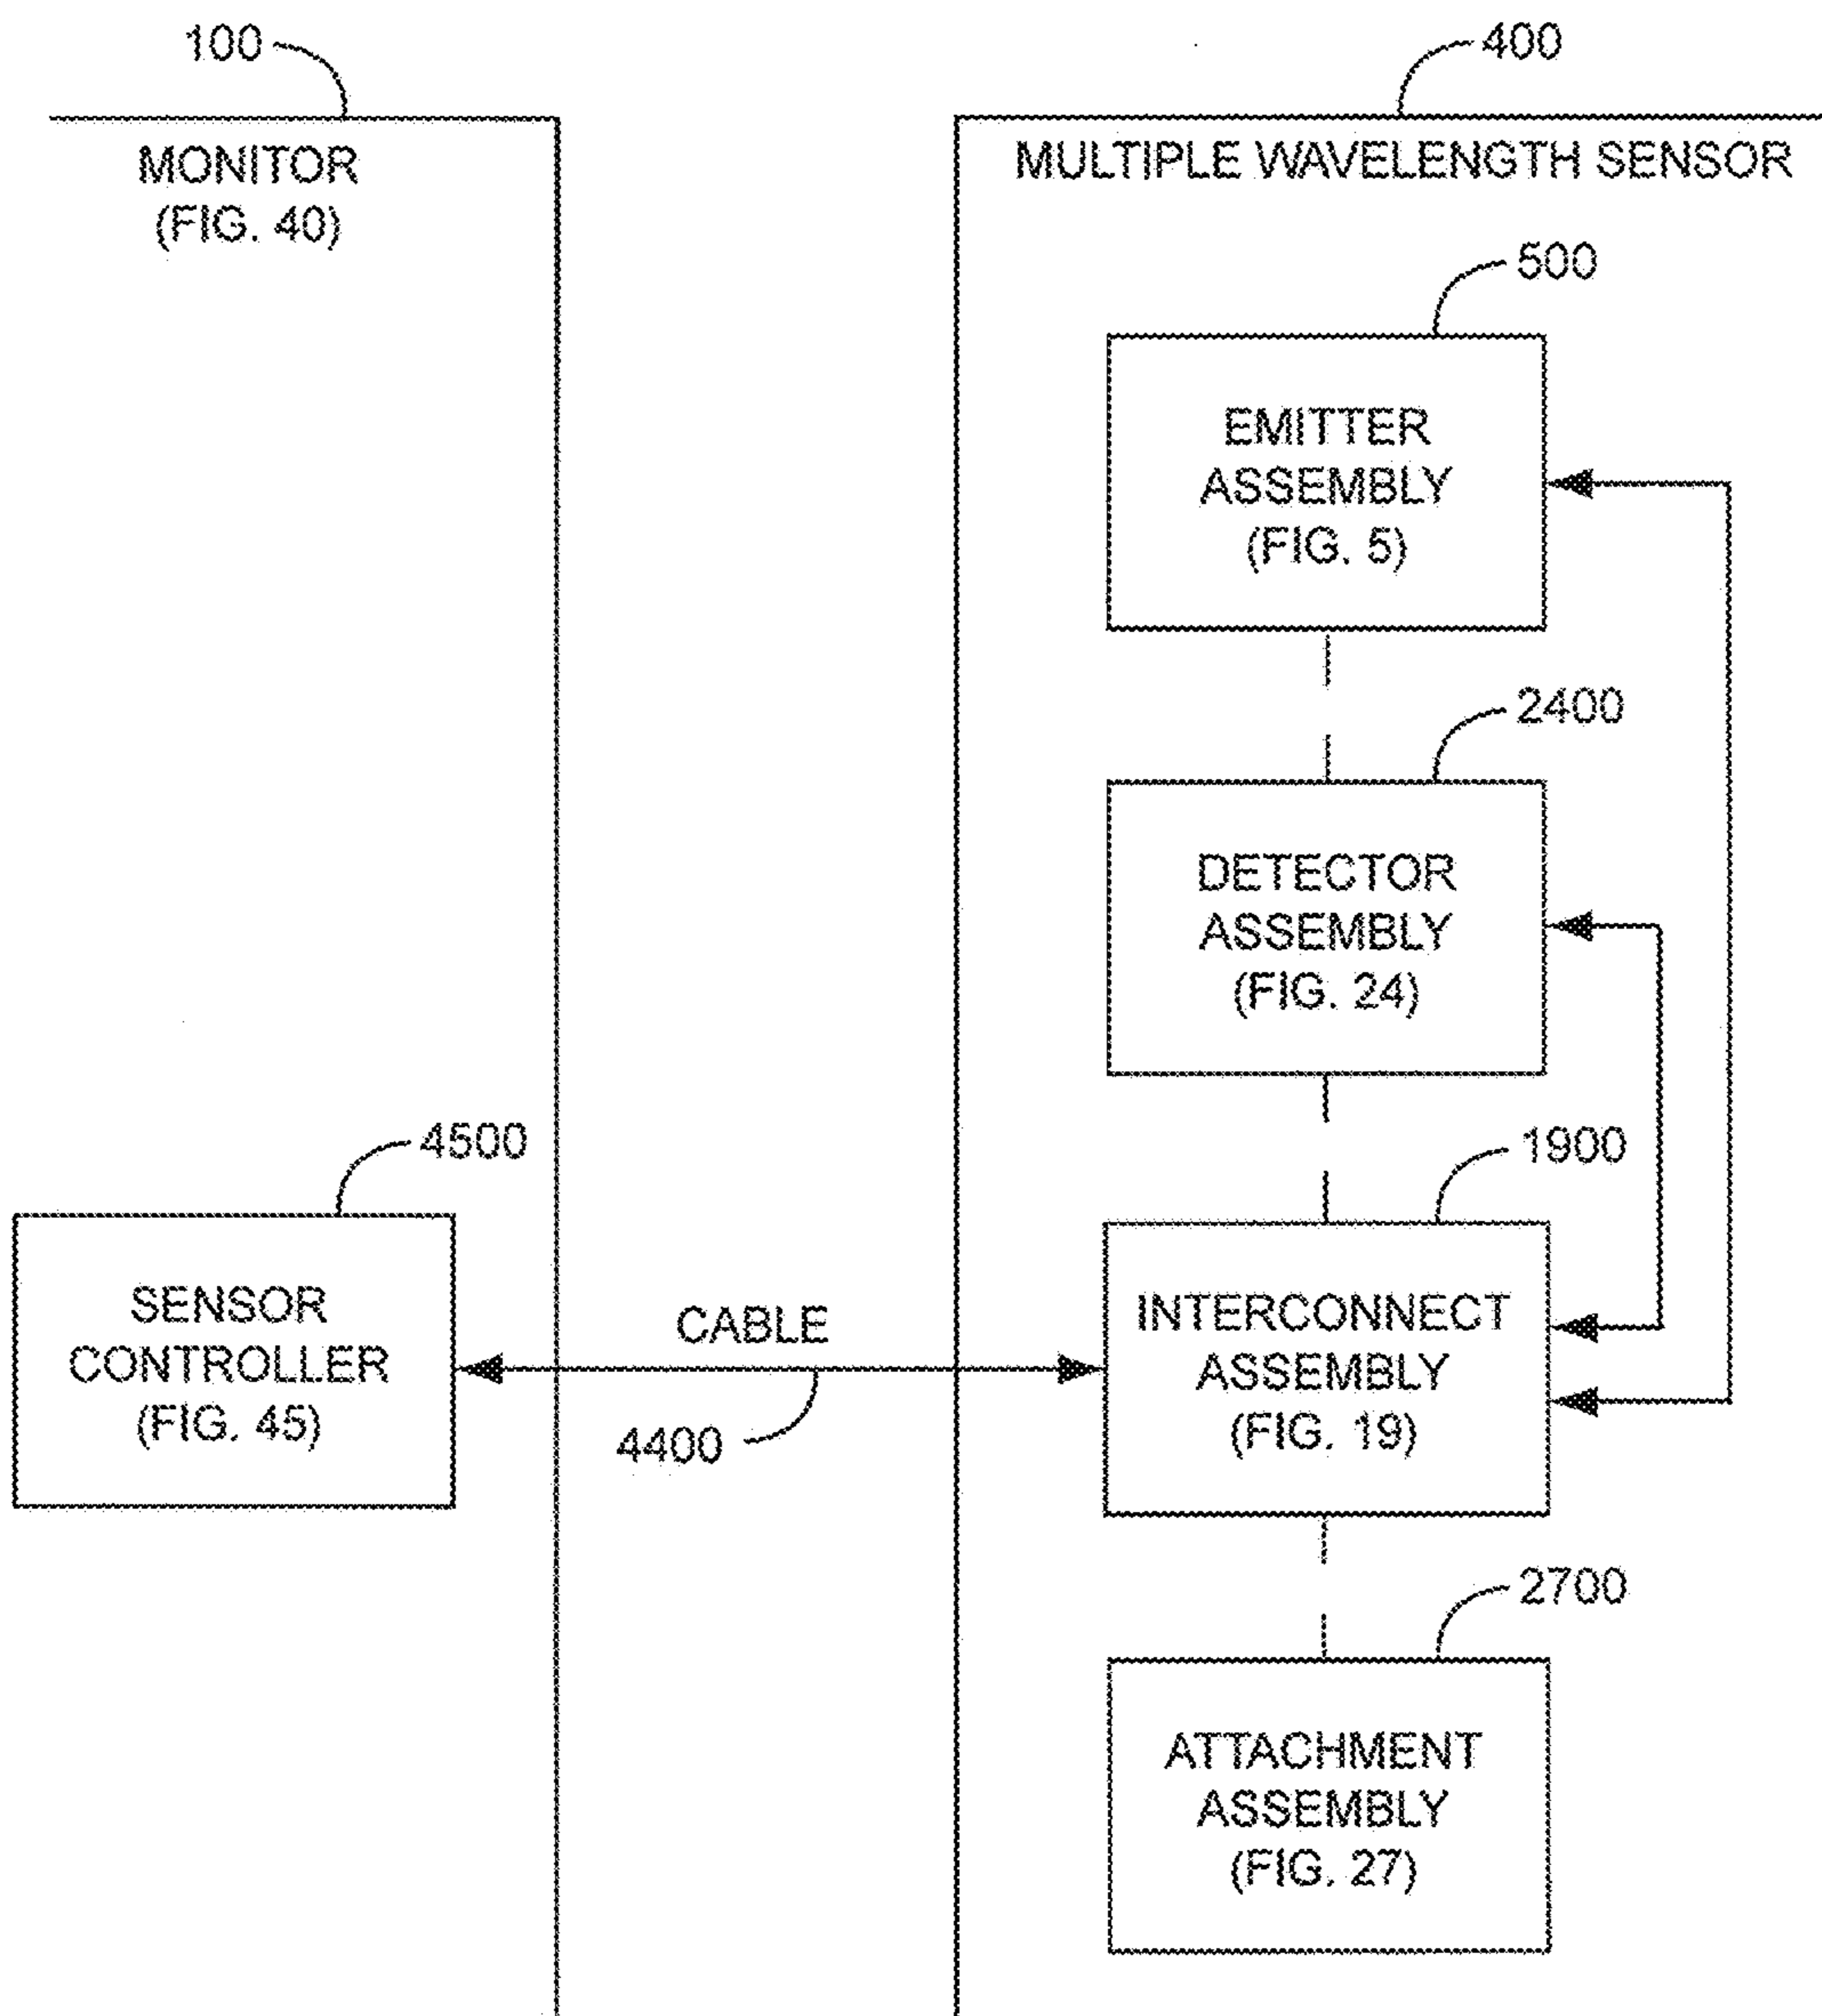 100
MONITOR
(FIG. 40)
400
MULTIPLE WAVELENGTH SENSOR
500
EMITTER
ASSEMBLY
(FIG. 5)
2400
DETECTOR
ASSEMBLY
(FIG. 24)
4500
SENSOR
CONTROLLER
(FIG. 45)
CABLE
4400
1900
INTERCONNECT
ASSEMBLY
(FIG. 19)
2700
ATTACHMENT
ASSEMBLY
(FIG. 27)